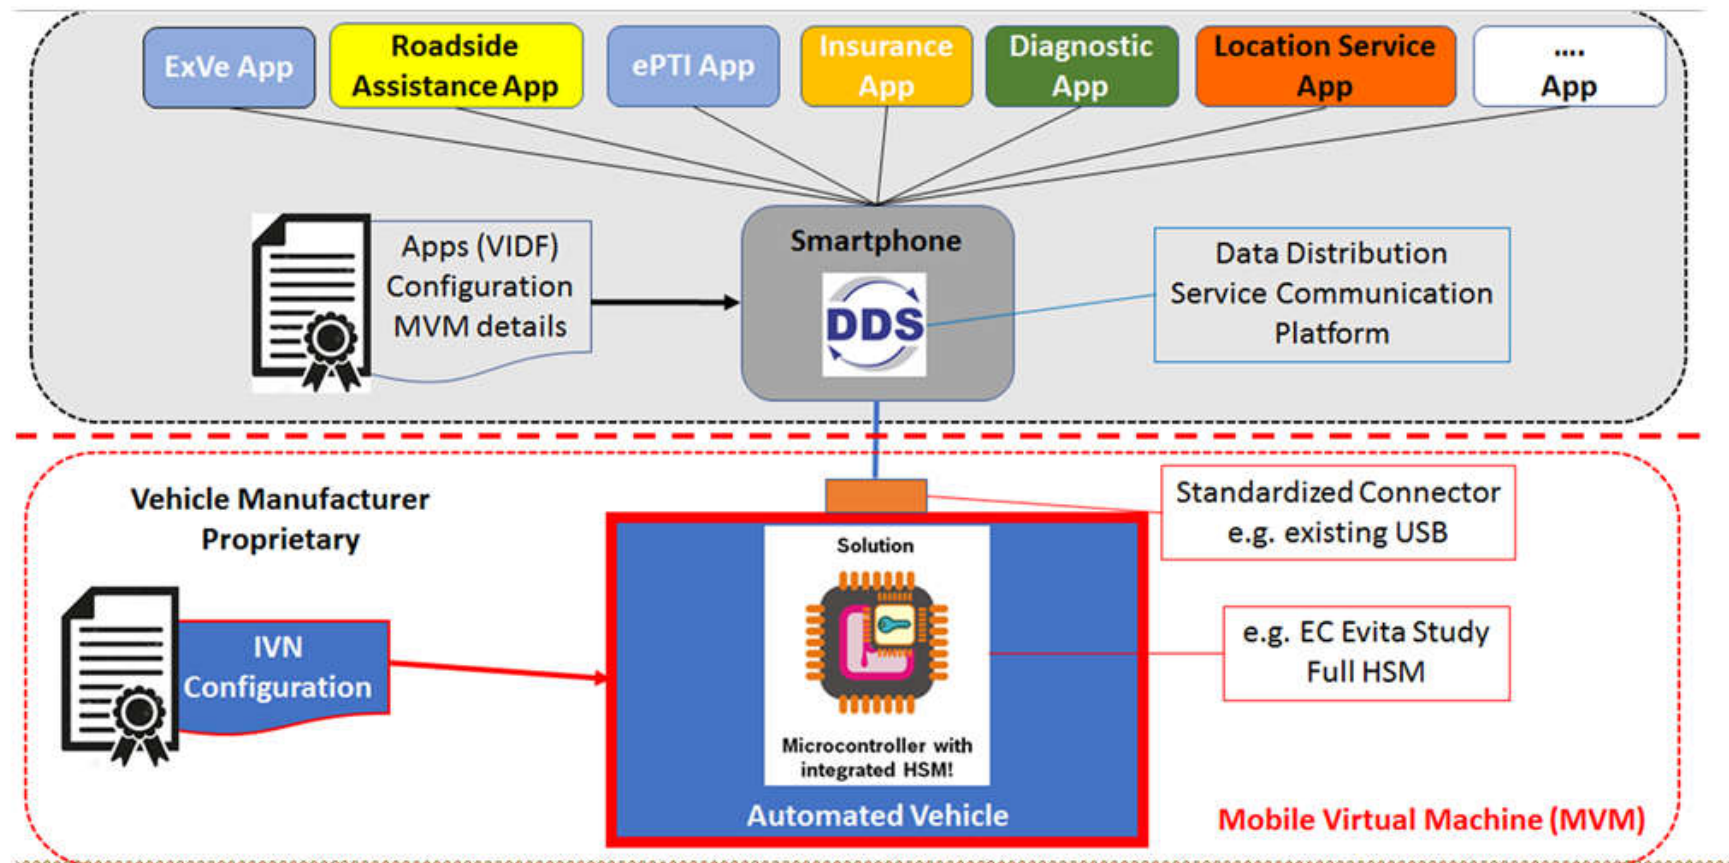 ExVe App
Roadside
Assistance App
ePTI App
Insurance
App
Diagnostic
App
Location Service
App
....
App
Apps (VIDF)
Configuration
MVM details
Smartphone
DDS
Data Distribution
Service Communication
Platform
Vehicle Manufacturer
Proprietary
Standardized Connector
e.g. existing USB
IVN
Configuration
Solution
Microcontroller with
integrated HSM!
e.g. EC Evita Study
Full HSM
Automated Vehicle
Mobile Virtual Machine (MVM)